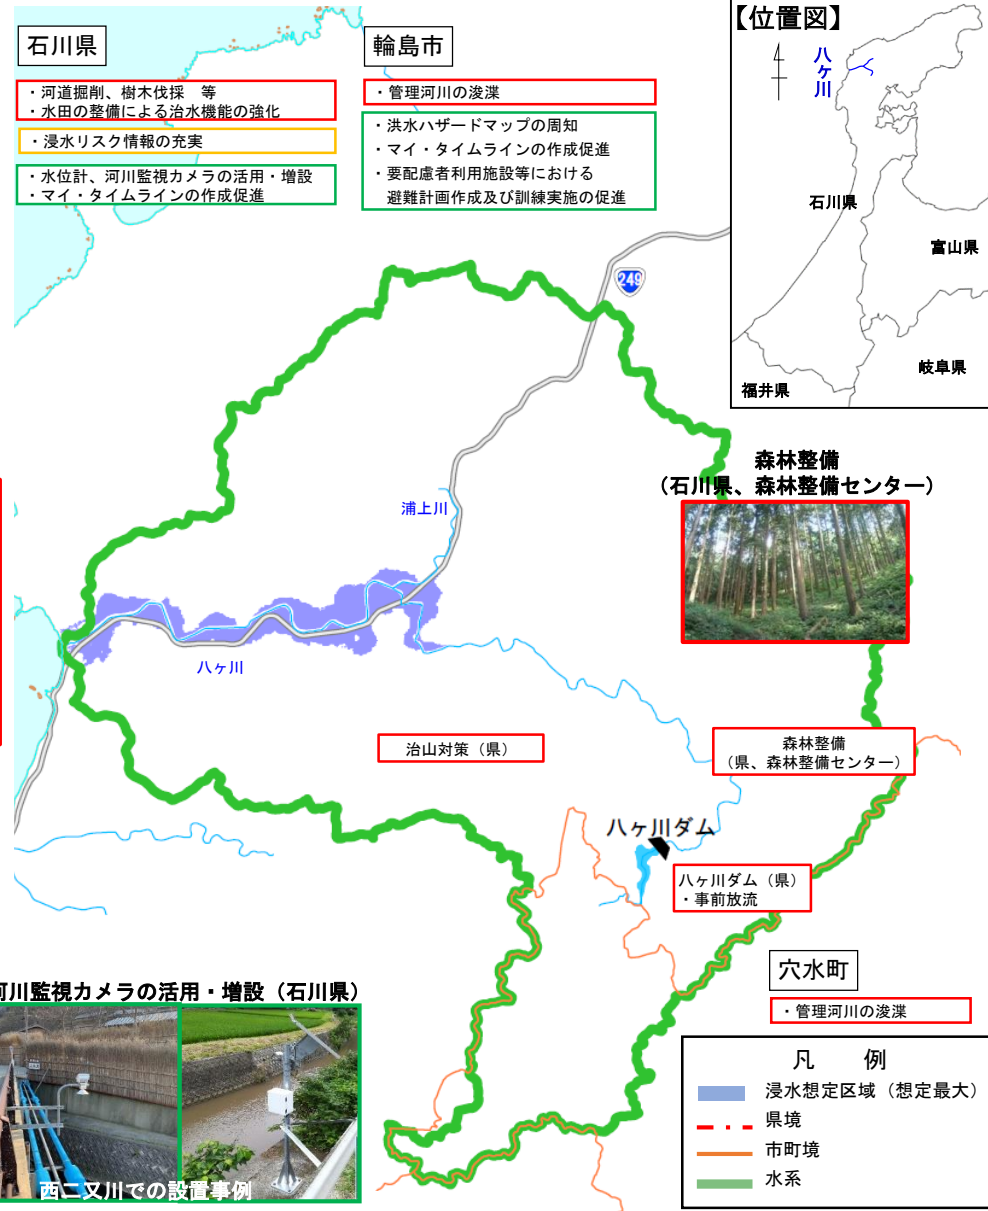 石川県
・河道掘削、樹木伐採　等
・水田の整備による治水機能の強化
・浸水リスク情報の充実
・水位計、河川監視カメラの活用・増設
・マイ・タイムラインの作成促進
輪島市
・管理河川の浚渫
・洪水ハザードマップの周知
・マイ・タイムラインの作成促進
・要配慮者利用施設等における
避難計画作成及び訓練実施の促進
【位置図】
八ヶ川
石川県
富山県
岐阜県
福井県
249
森林整備
（石川県、森林整備センター）
浦上川
八ヶ川
治山対策（県）
森林整備
（県、森林整備センター）
八ヶ川ダム
八ヶ川ダム（県）
・事前放流
穴水町
・管理河川の浚渫
河川監視カメラの活用・増設（石川県）
西二又川での設置事例
凡　例
浸水想定区域（想定最大）
県境
市町境
水系